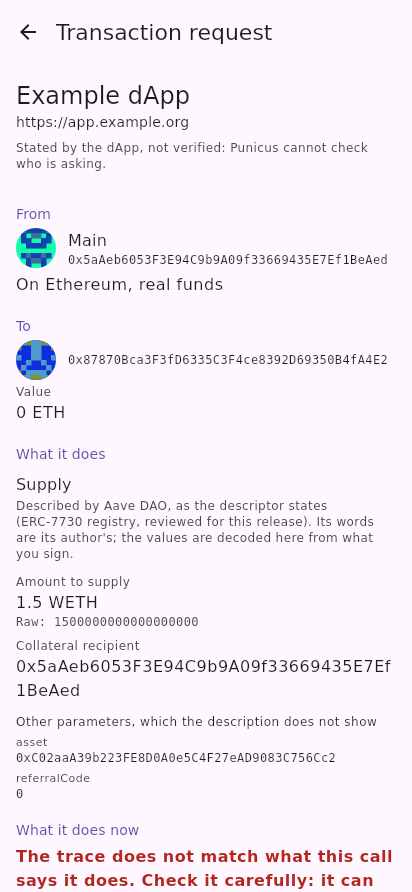 Transaction request
Example dApp
https://app.example.org
Stated by the dApp, not verified: Punicus cannot check
who is asking.
From
Main
0x5aAeb6053F3E94C9b9A09f33669435E7Ef1BeAed
On Ethereum, real funds
To
0x87870Bca3F3fD6335C3F4ce8392D69350B4fA4E2
Value
0 ETH
What it does
Supply
Described by Aave DAO, as the descriptor states
(ERC-7730 registry, reviewed for this release). Its words
are its author's; the values are decoded here from what
you sign.
Amount to supply
1.5 WETH
Raw: 1500000000000000000
Collateral recipient
0x5aAeb6053F3E94C9b9A09f33669435E7Ef
1BeAed
Other parameters, which the description does not show
asset
0xC02aaA39b223FE8D0A0e5C4F27eAD9083C756Cc2
referralCode
0
What it does now
The trace does not match what this call
says it does. Check it carefully: it can